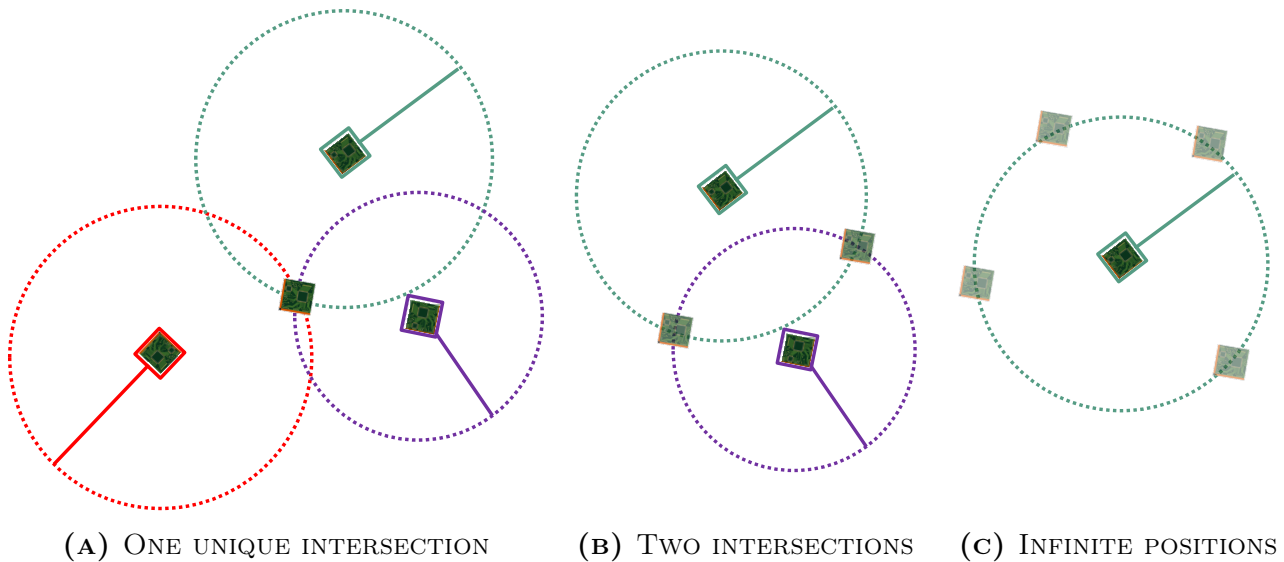 (A) One unique intersection
(B) Two intersections
(C) Infinite positions